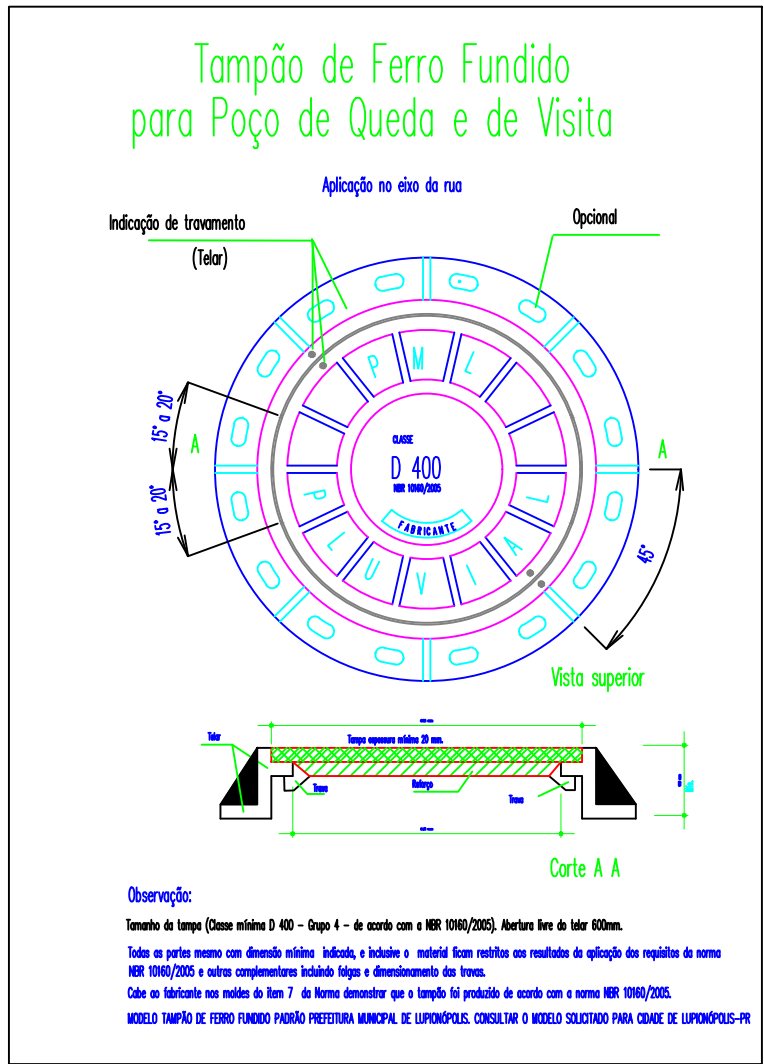 Tampão de Ferro Fundido
para Poço de Queda e de Visita
Aplicação no eixo da rua
Indicação de travamento
(Telar)
Opcional
P M L
15° a 20°
A
A
15° a 20°
CLASSE
D 400
NBR 10160/2005
FABRICANTE
P L U V I A L
45°
Vista superior
Telar
Tampa espessura mínima 20 mm.
Trava
Reforço
Trava
Corte A A
Observação:
Tamanho da tampa (Classe mínima D 400 - Grupo 4 - de acordo com a NBR 10160/2005). Abertura livre do telar 600mm.
Todas as partes mesmo com dimensão mínima indicada, e inclusive o material ficam restritos aos resultados da aplicação dos requisitos da norma
NBR 10160/2005 e outras complementares incluindo folgas e dimensionamento das travas.
Cabe ao fabricante nos moldes do item 7 da Norma demonstrar que o tampão foi produzido de acordo com a norma NBR 10160/2005.
MODELO TAMPÃO DE FERRO FUNDIDO PADRÃO PREFEITURA MUNICIPAL DE LUPIONÓPOLIS. CONSULTAR O MODELO SOLICITADO PARA CIDADE DE LUPIONÓPOLIS-PR